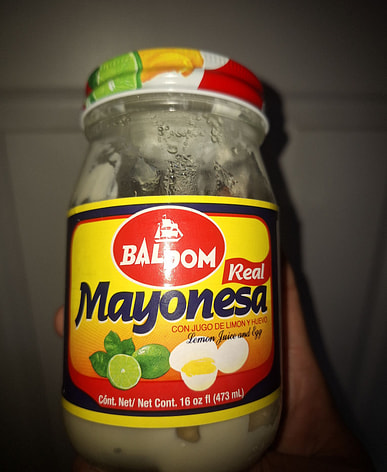 BALDOM
Real
Mayonesa
CON JUGO DE LIMON Y HUEVO
Lemon Juice and Egg
Cónt. Net/ Net Cont. 16 oz fl (473 mL)